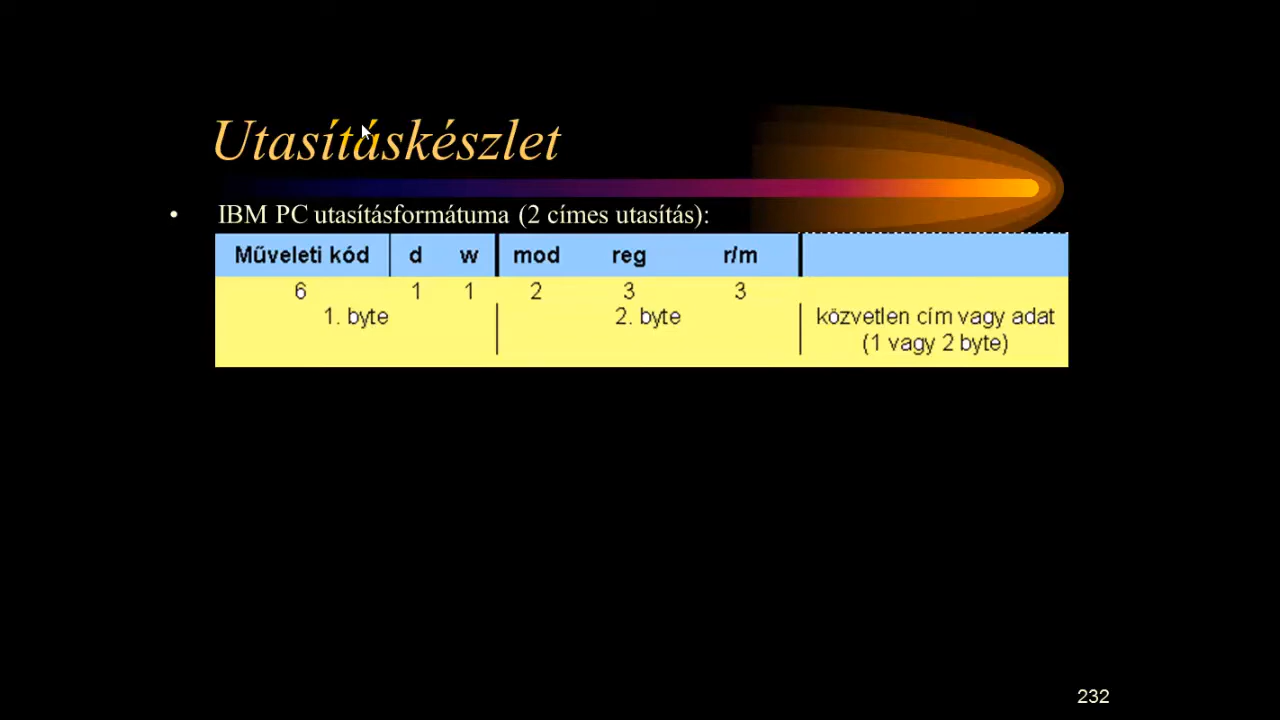 Utasításkészlet
• IBM PC utasításformátuma (2 címes utasítás):
Műveleti kód d w mod reg r/m
6 1 1 2 3 3
1. byte 2. byte közvetlen cím vagy adat
(1 vagy 2 byte)
232